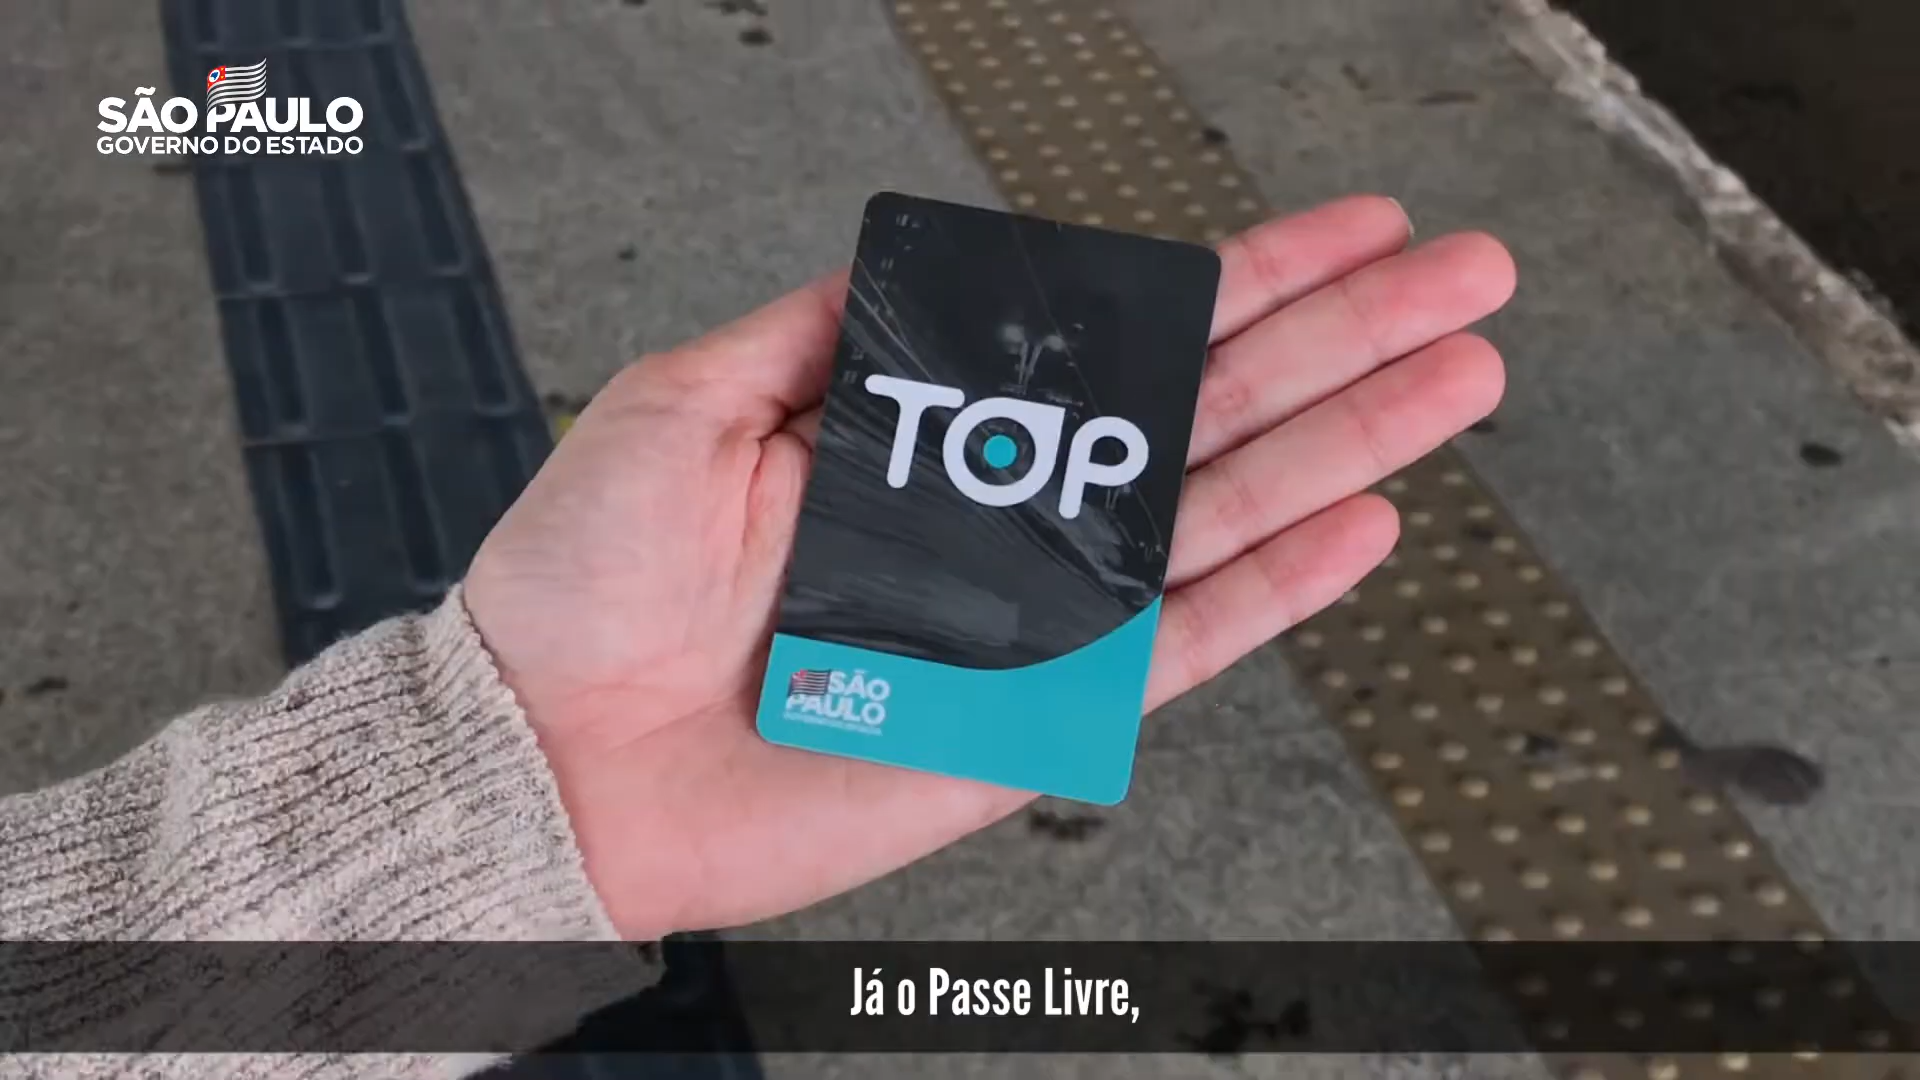 SÃO PAULO
GOVERNO DO ESTADO
TOP
SÃO
PAULO
Já o Passe Livre,